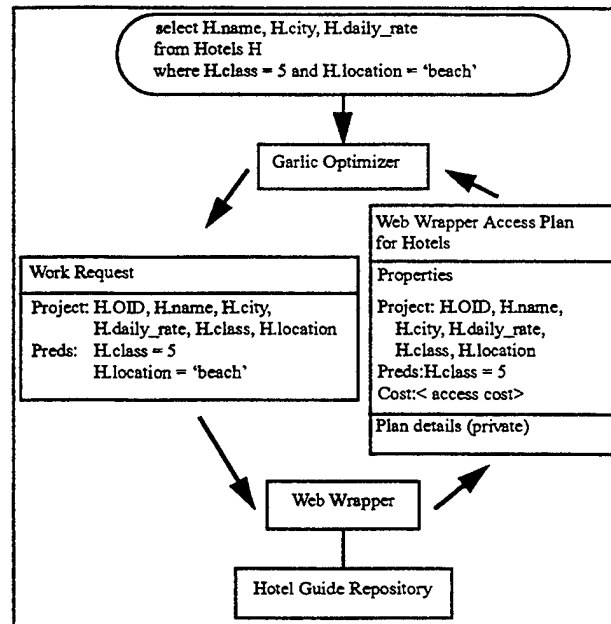 select H.name, H.city, H.daily_rate
from Hotels H
where H.class = 5 and H.location = ‘beach’
Garlic Optimizer
Work Request
Project: H.OID, H.name, H.city,
H.daily_rate, H.class, H.location
Preds: H.class = 5
H.location = ‘beach’
Web Wrapper Access Plan
for Hotels
Properties
Project: H.OID, H.name,
H.city, H.daily_rate,
H.class, H.location
Preds:H.class = 5
Cost:< access cost>
Plan details (private)
Web Wrapper
Hotel Guide Repository